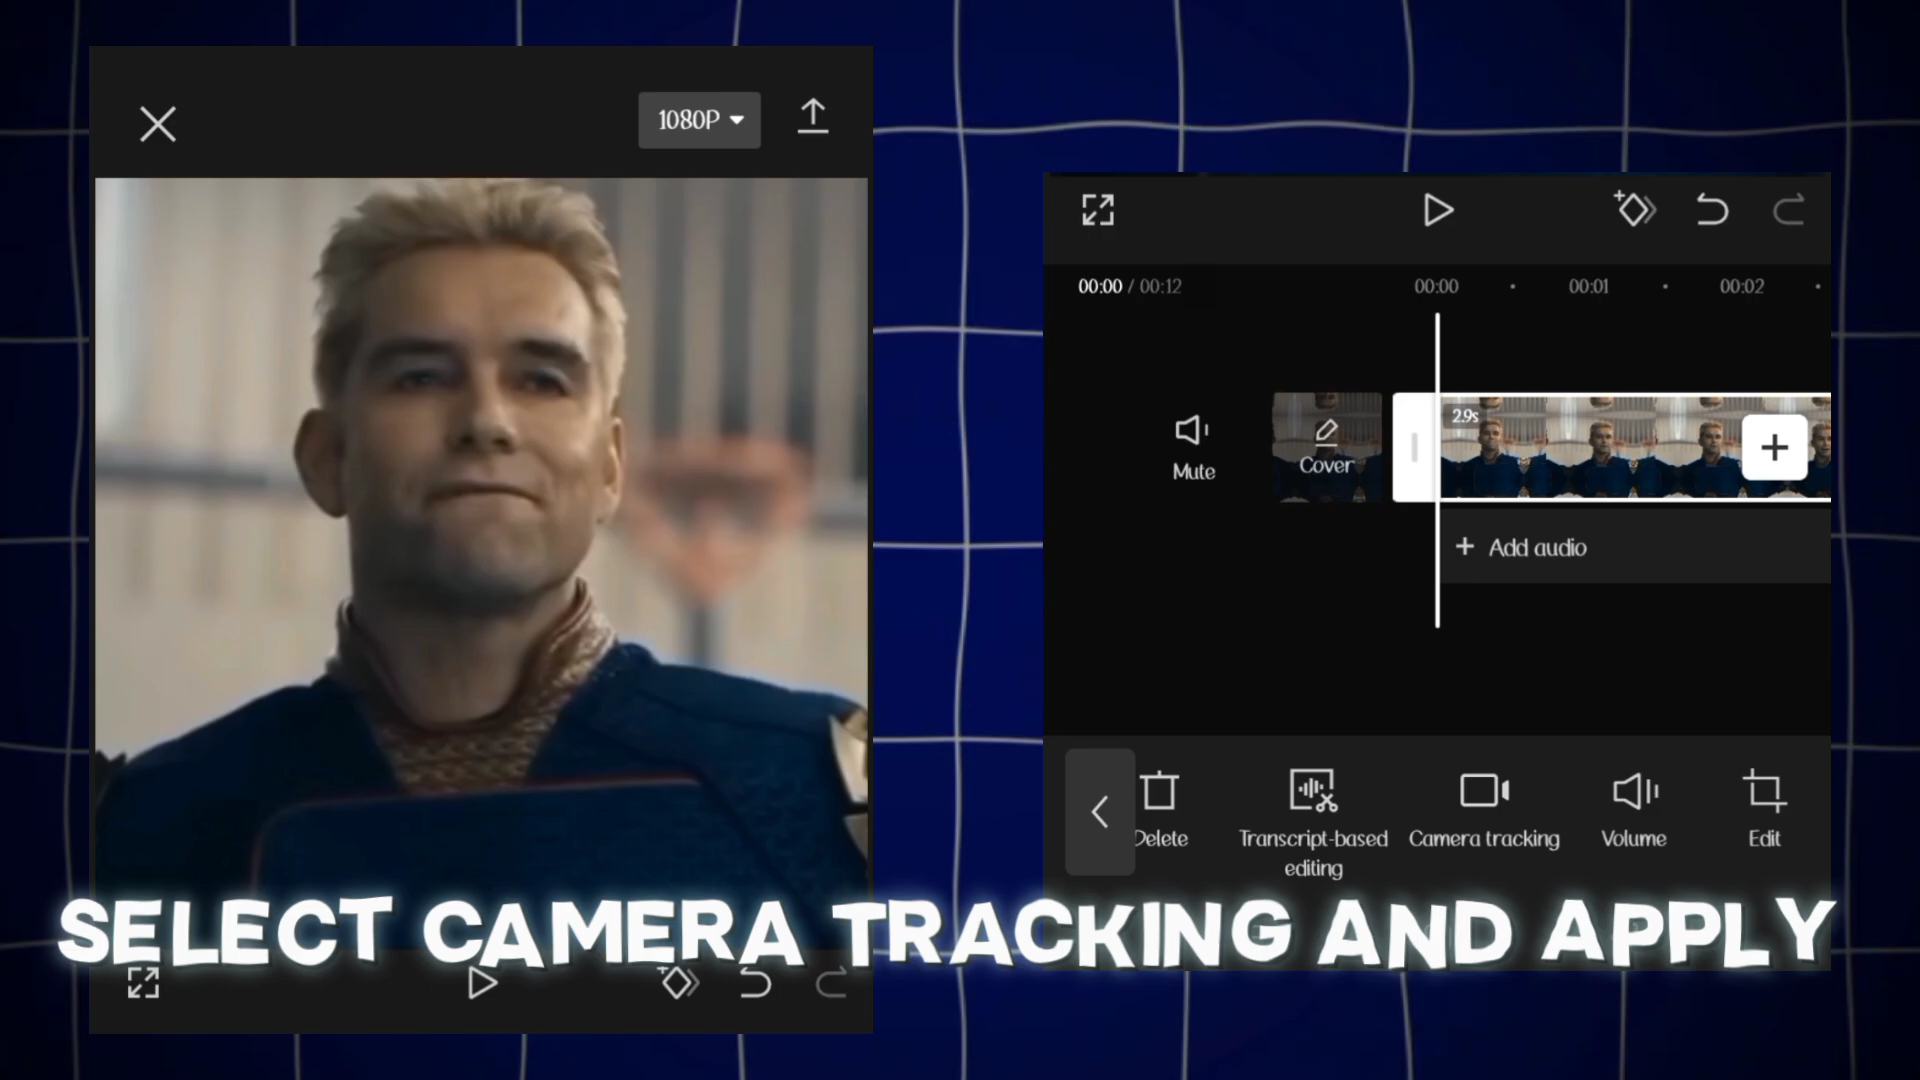 1080P
00:00 / 00:12
00:00
00:01
00:02
2.9s
Mute
Cover
+ Add audio
Delete
Transcript-based
editing
Camera tracking
Volume
Edit
SELECT CAMERA TRACKING AND APPLY